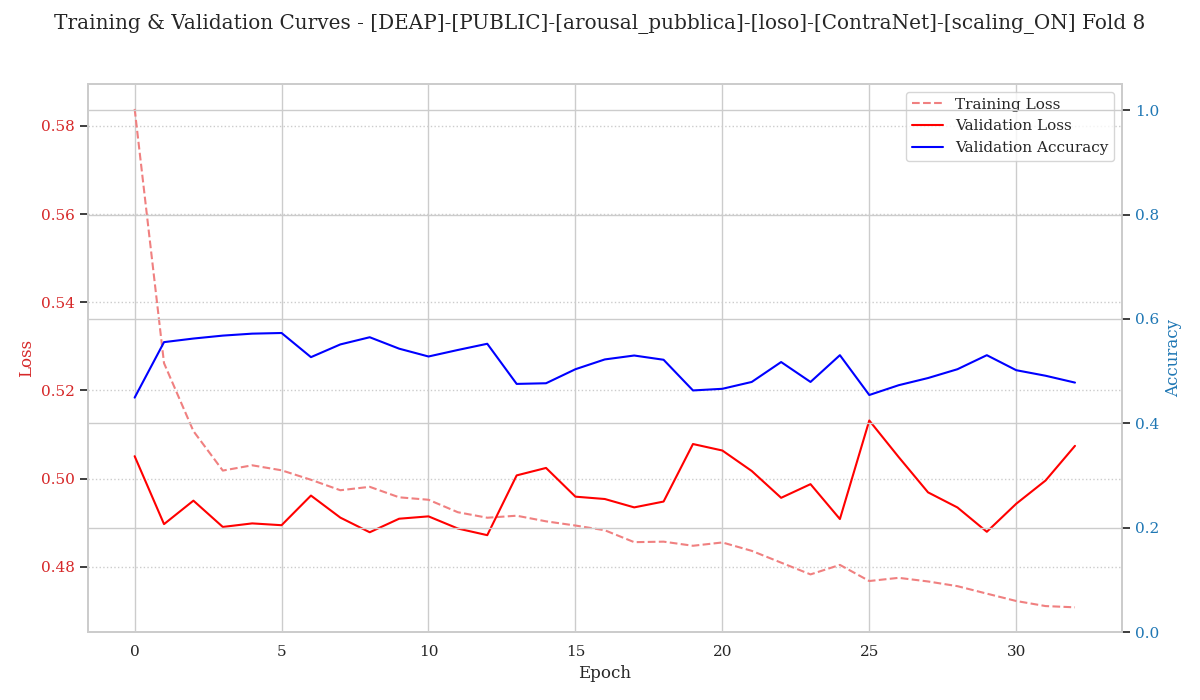 Training & Validation Curves - [DEAP]-[PUBLIC]-[arousal_pubblica]-[loso]-[ContraNet]-[scaling_ON] Fold 8
Training Loss
Validation Loss
Validation Accuracy
0.58
0.56
0.54
0.52
0.50
0.48
Loss
1.0
0.8
0.6
0.4
0.2
0.0
Accuracy
0 5 10 15 20 25 30
Epoch